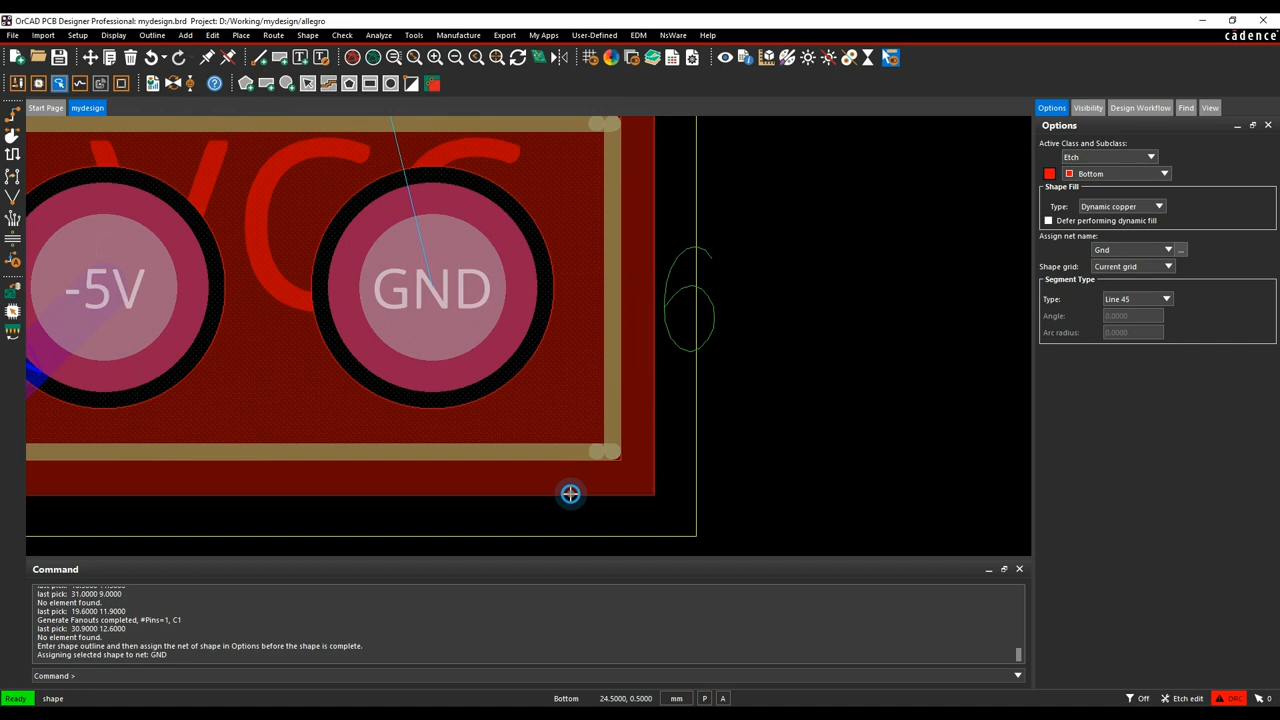 OrCAD PCB Designer Professional: mydesign.brd Project: D:/Working/mydesign/allegro
File Import Setup Display Outline Add Edit Place Route Shape Check Analyze Tools Manufacture Export My Apps User-Defined EDM NsWare Help
cādence
Start Page mydesign
Options Visibility Design Workflow Find View
Options
Active Class and Subclass:
Etch
Bottom
Shape Fill
Type: Dynamic copper
Defer performing dynamic fill
Assign net name:
Gnd ...
Shape grid: Current grid
Segment Type
Type: Line 45
Angle: 0.0000
Arc radius: 0.0000
-5V
GND
6
Command
31.0000 9.0000
No element found.
last pick: 19.6000 11.9000
Generate Fanouts completed, #Pins=1, C1
last pick: 30.9000 12.6000
No element found.
Enter shape outline and then assign the net of shape in Options before the shape is complete.
Assigning selected shape to net: GND
Command >
Ready shape Bottom 24.5000, 0.5000 mm P A Off Etch edit DRC 0